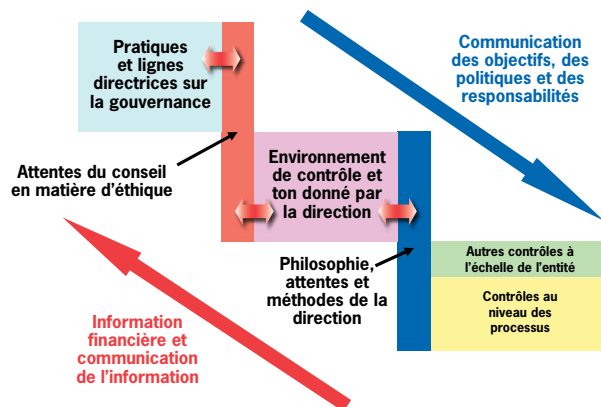 Pratiques
et lignes
directrices sur
la gouvernance
Communication
des objectifs, des
politiques et des
responsabilités
Attentes du conseil
en matière d'éthique
Environnement
de contrôle et
ton donné par
la direction
Philosophie,
attentes et
méthodes de la
direction
Autres contrôles à
l'échelle de l'entité
Contrôles au
niveau des
processus
Information
financière et
communication
de l'information